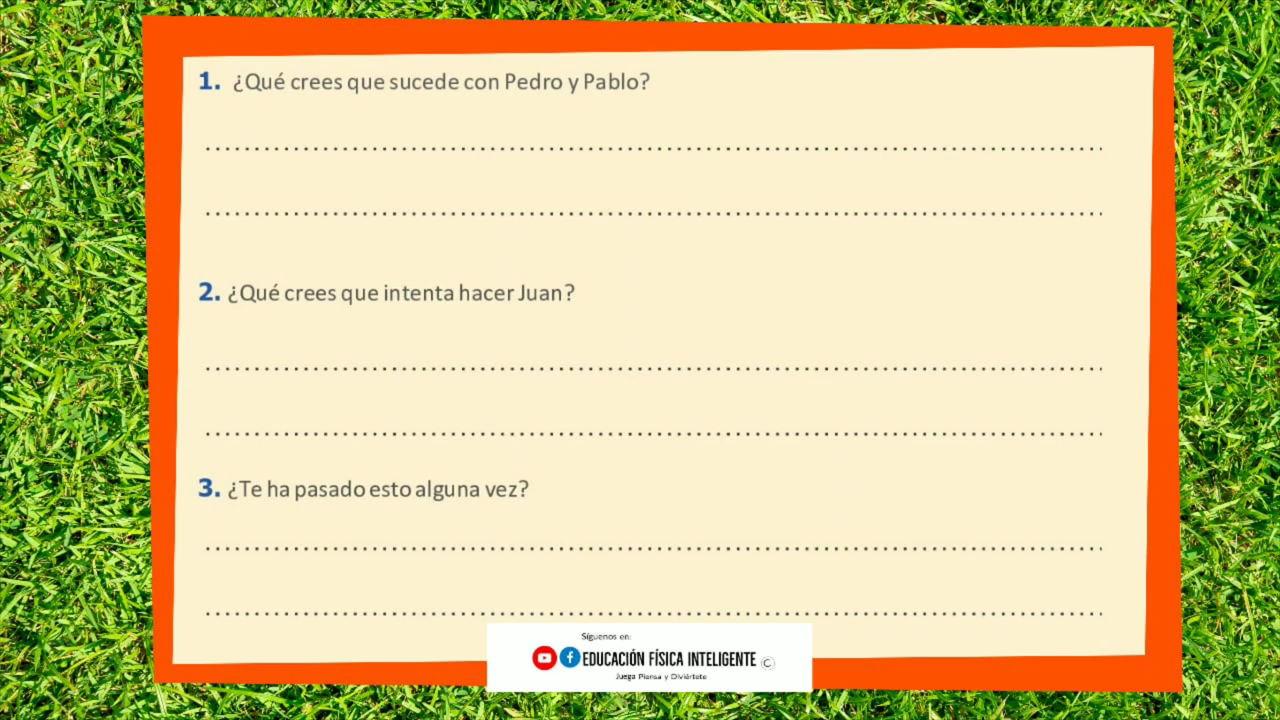 1. ¿Qué crees que sucede con Pedro y Pablo?
2. ¿Qué crees que intenta hacer Juan?
3. ¿Te ha pasado esto alguna vez?
Síguenos en:
EDUCACIÓN FÍSICA INTELIGENTE ©
Juega Piensa y Diviértete